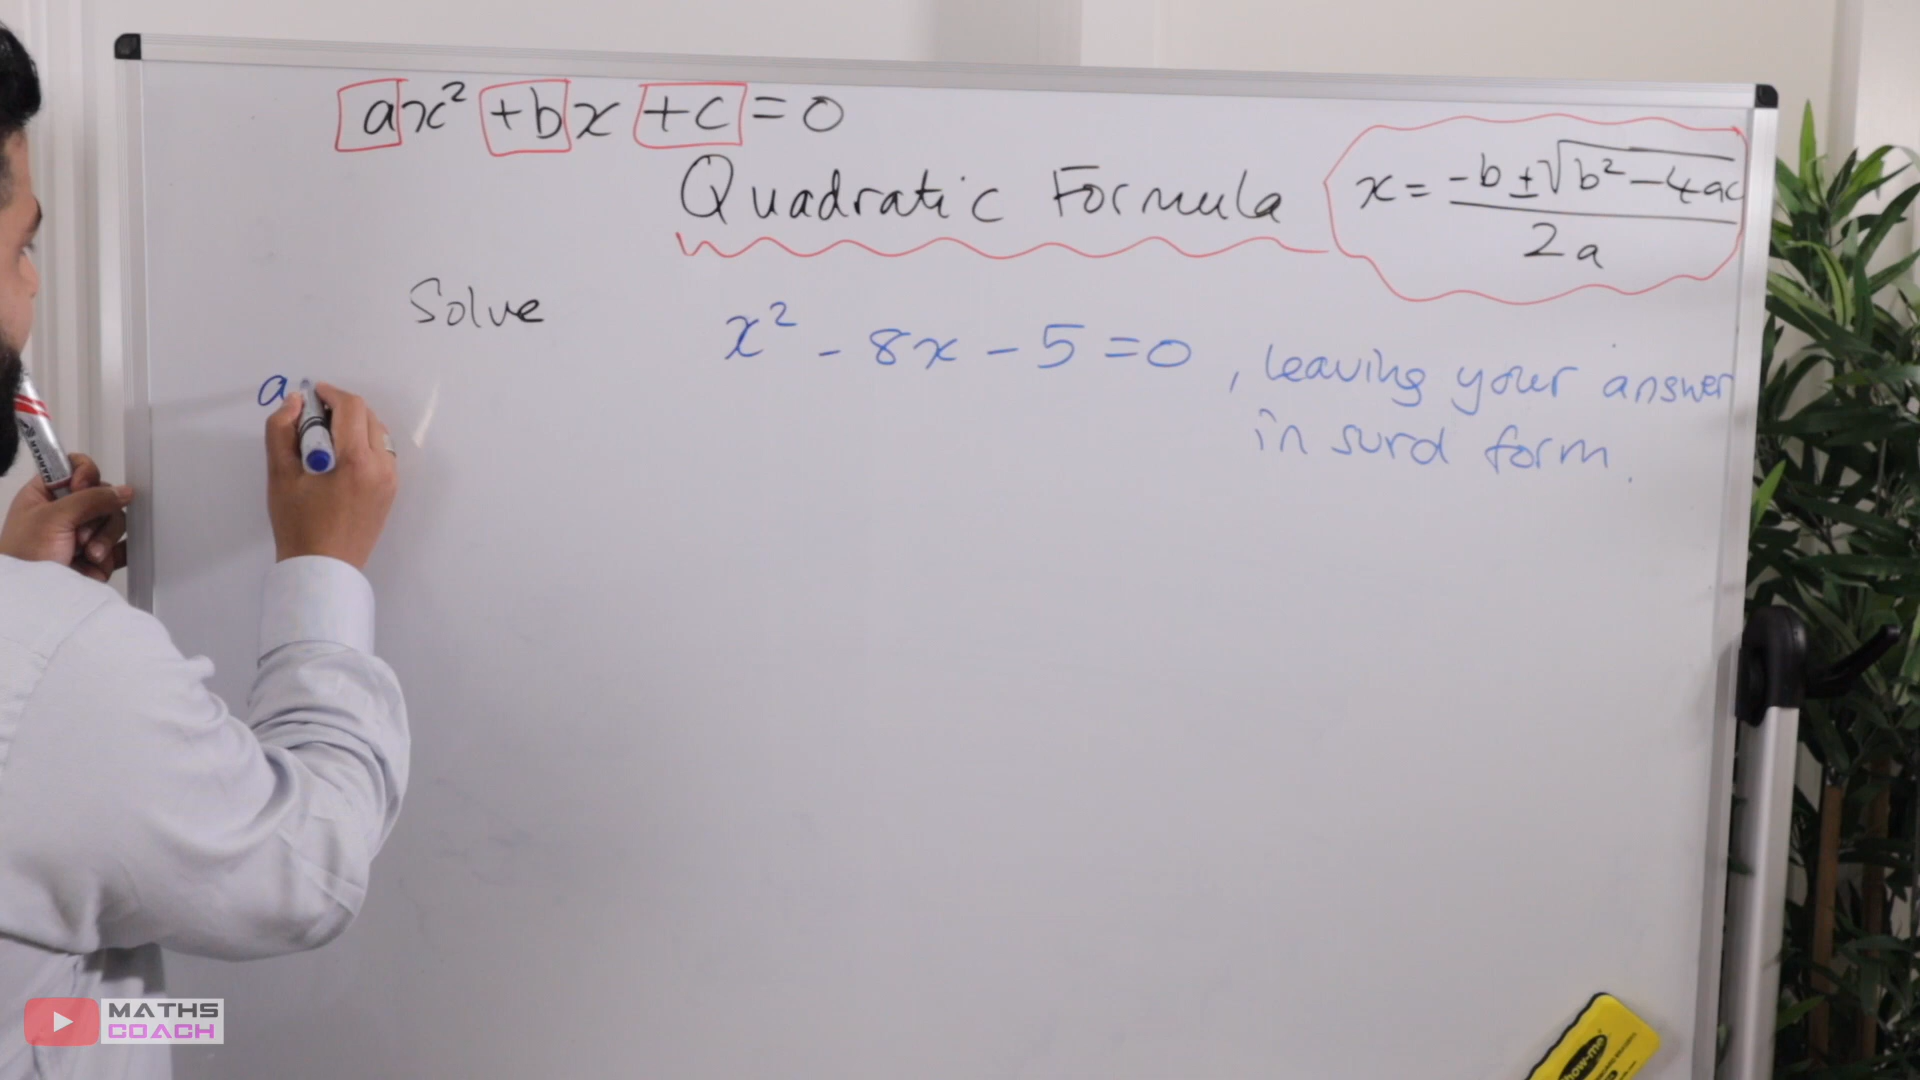 ax² + bx + c = 0
Quadratic Formula
x = -b ± √b² - 4ac
2a
Solve x² - 8x - 5 = 0, leaving your answer
in surd form.
a
MATHS
COACH